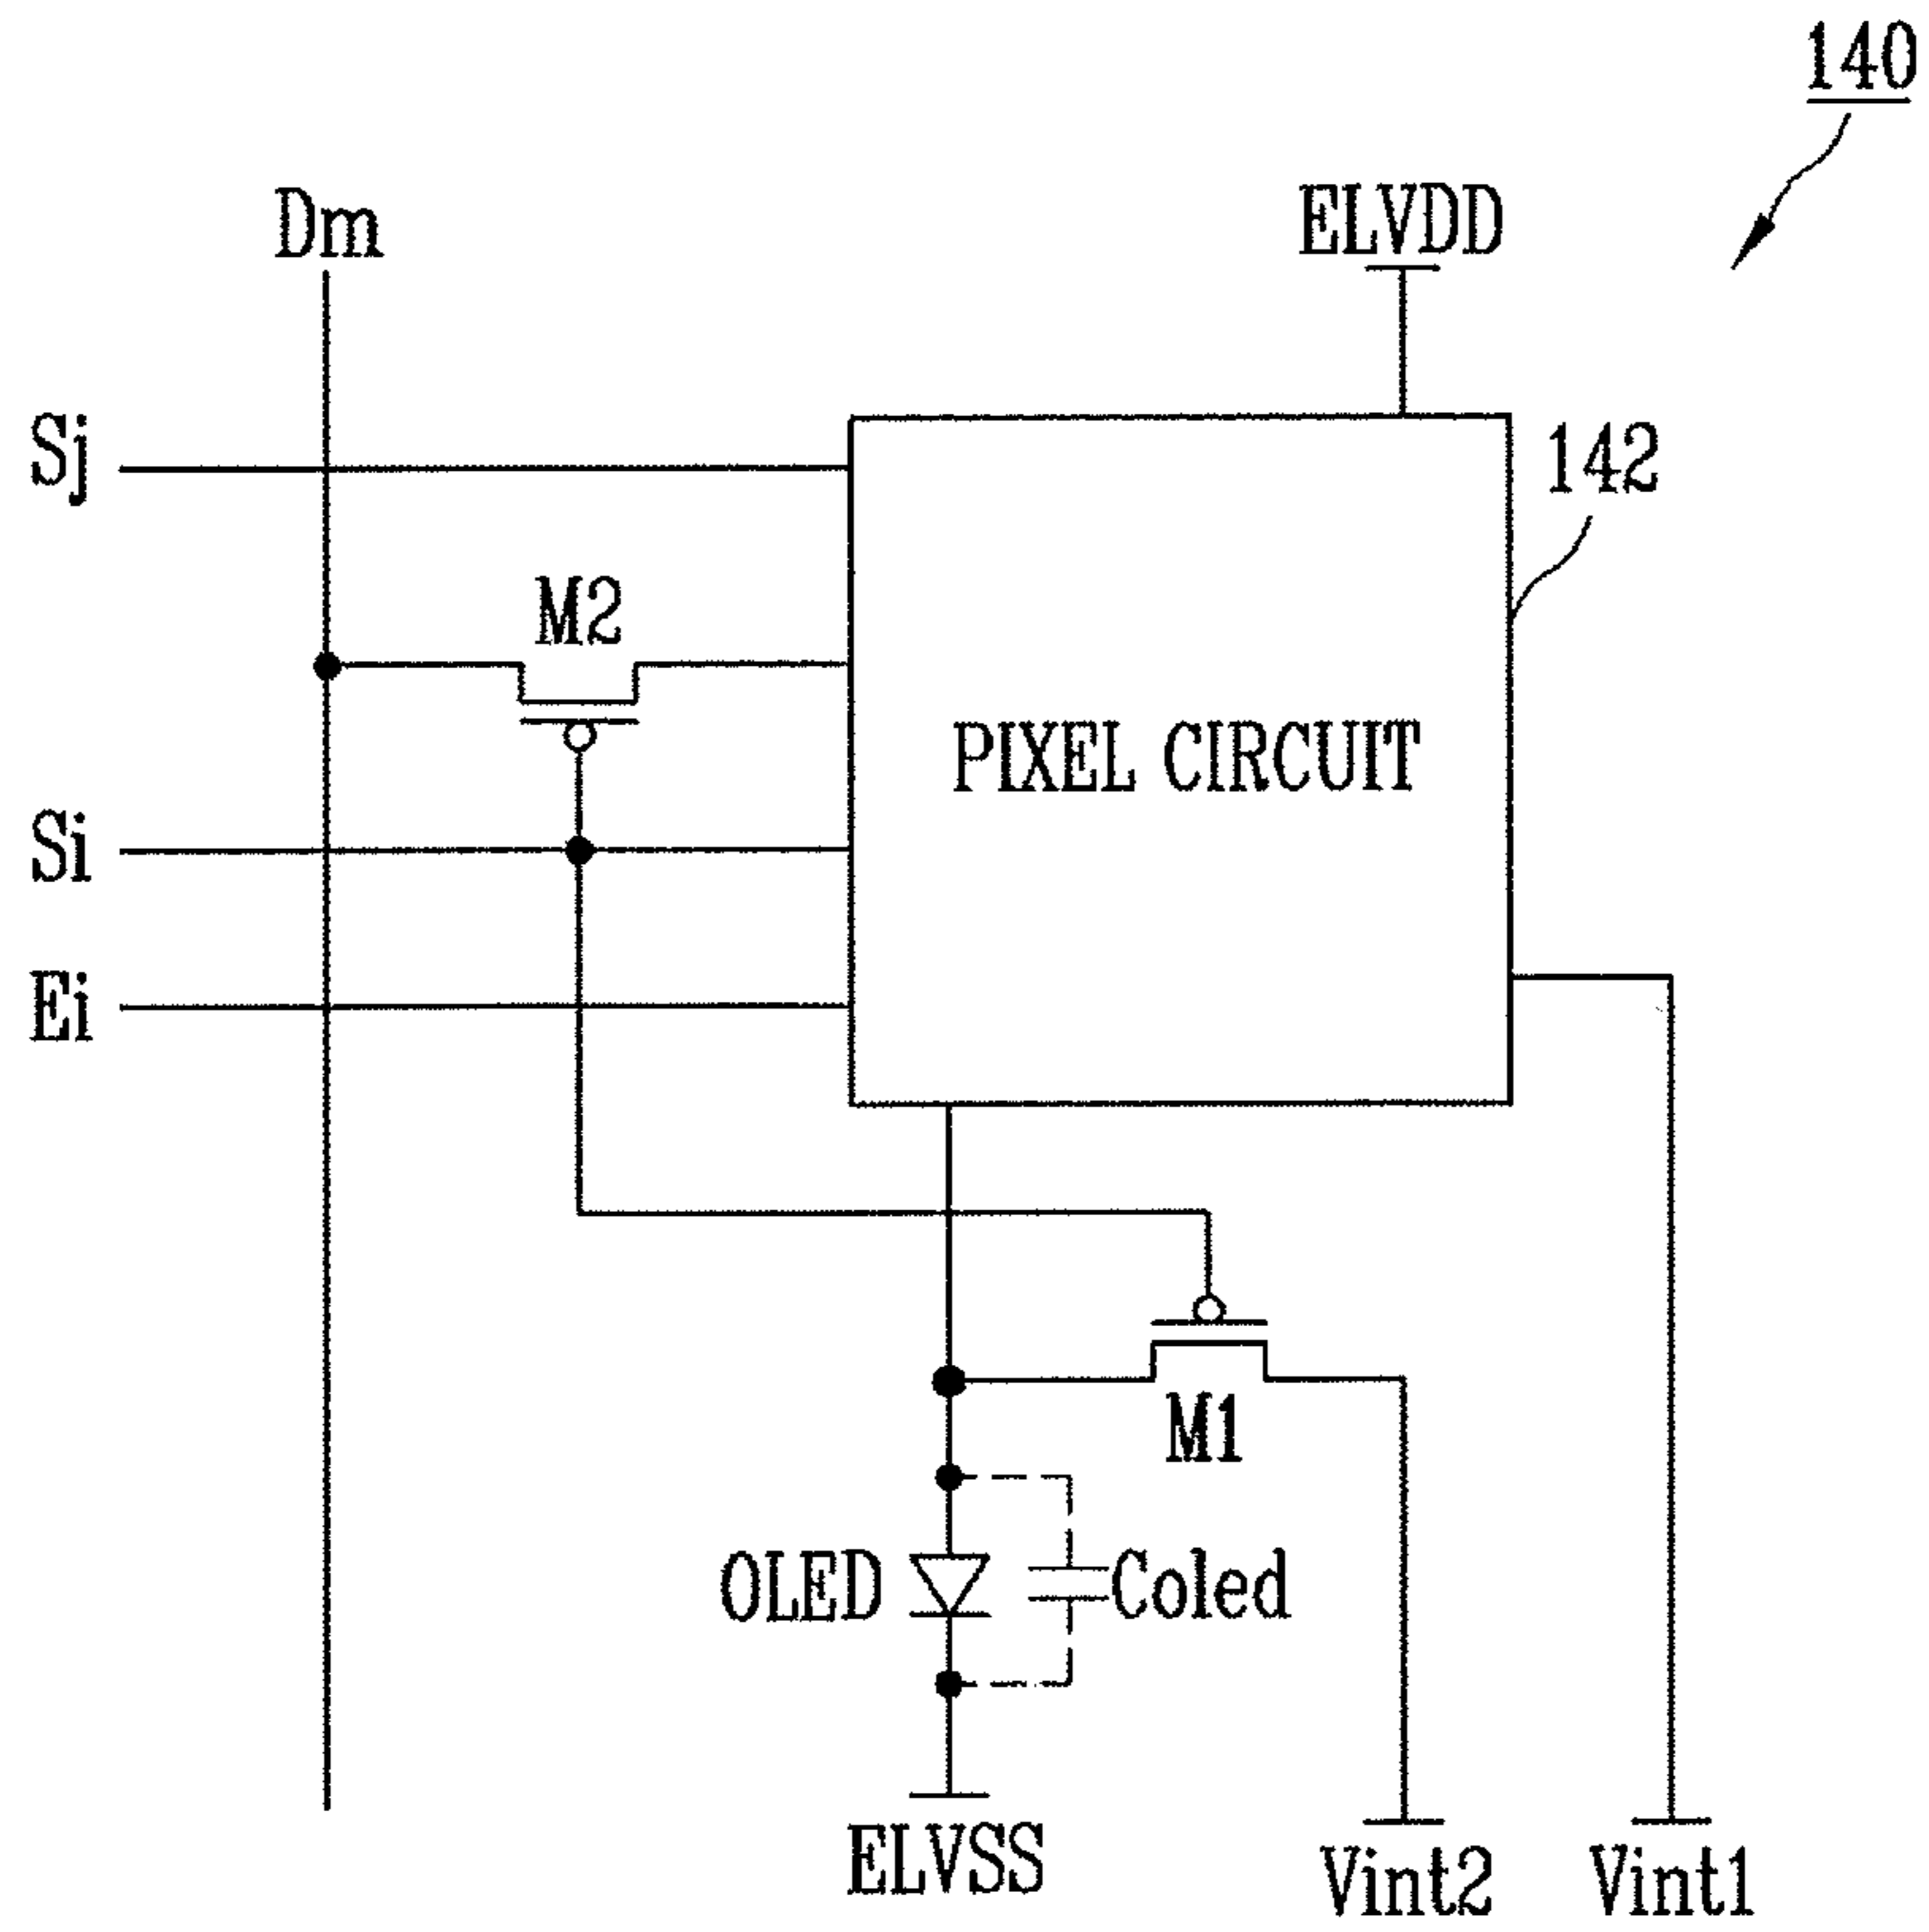 140
Dm
ELVDD
Sj
142
M2
PIXEL CIRCUIT
Si
Ei
M1
OLED
Coled
ELVSS
Vint2
Vint1